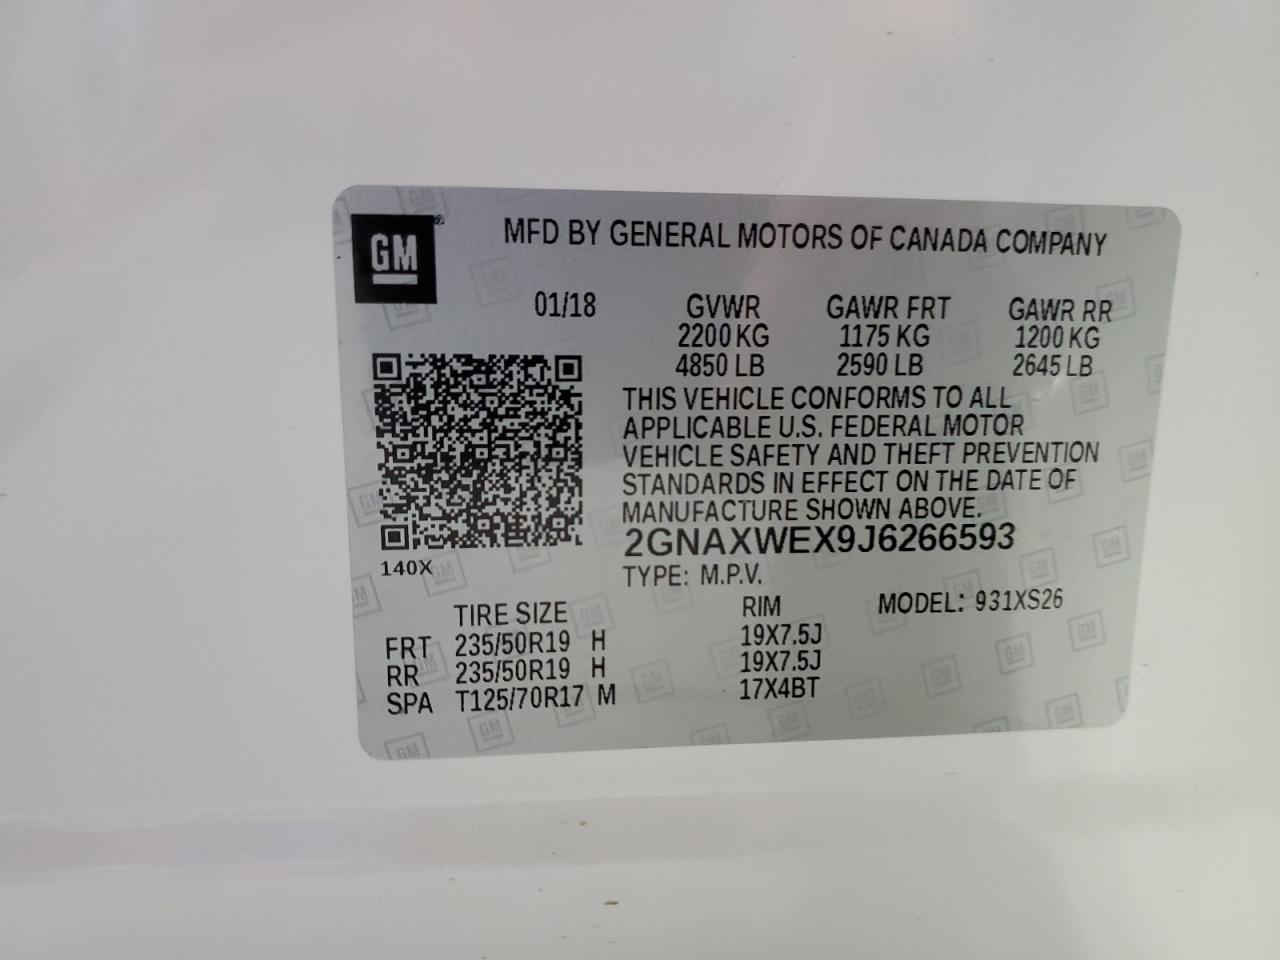 GM
MFD BY GENERAL MOTORS OF CANADA COMPANY
01/18 GVWR GAWR FRT GAWR RR
2200 KG 1175 KG 1200 KG
4850 LB 2590 LB 2645 LB
THIS VEHICLE CONFORMS TO ALL
APPLICABLE U.S. FEDERAL MOTOR
VEHICLE SAFETY AND THEFT PREVENTION
STANDARDS IN EFFECT ON THE DATE OF
MANUFACTURE SHOWN ABOVE.
2GNAXWEX9J6266593
140X
TYPE: M.P.V.
TIRE SIZE RIM MODEL: 931XS26
FRT 235/50R19 H 19X7.5J
RR 235/50R19 H 19X7.5J
SPA T125/70R17 M 17X4BT